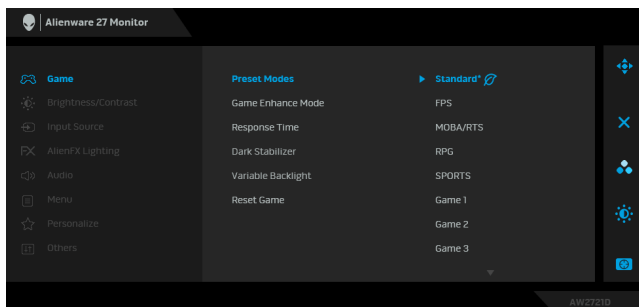 Alienware 27 Monitor
Game
Preset Modes
Standard*
Brightness/Contrast
Game Enhance Mode
FPS
Input Source
Response Time
MOBA/RTS
AlienFX Lighting
Dark Stabilizer
RPG
Audio
Variable Backlight
SPORTS
Menu
Reset Game
Game 1
Personalize
Game 2
Others
Game 3
AW2721D